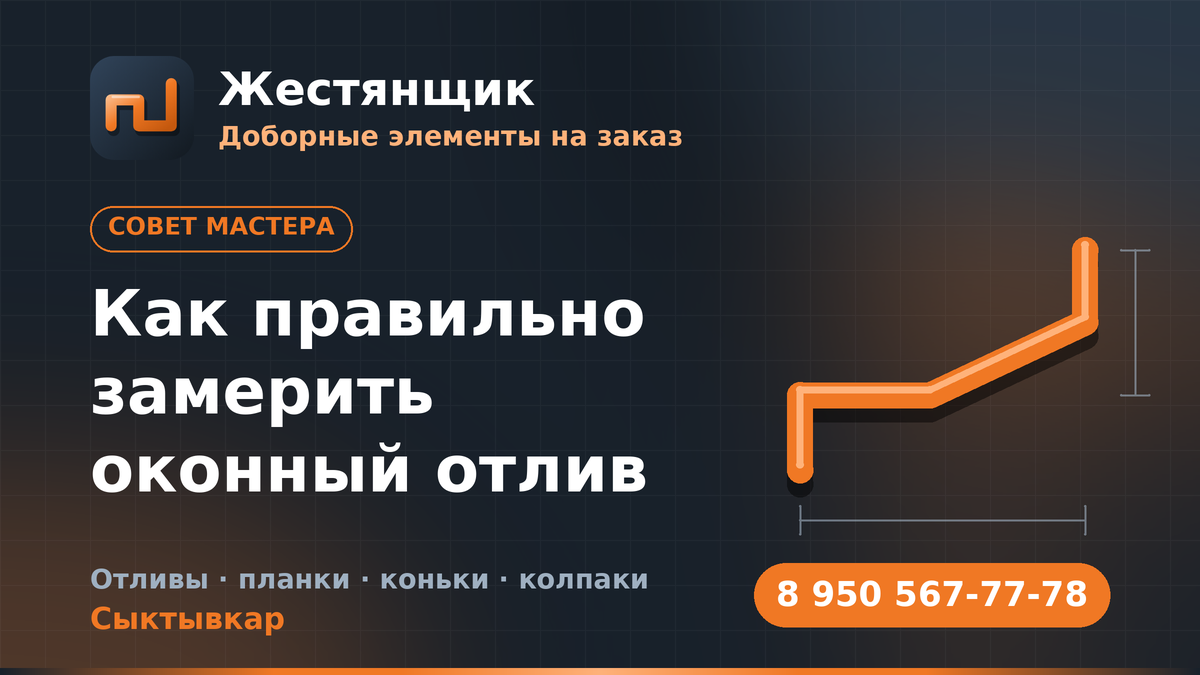 Жестянщик
Доборные элементы на заказ
СОВЕТ МАСТЕРА
Как правильно
замерить
оконный отлив
Отливы · планки · коньки · колпаки
Сыктывкар
8 950 567-77-78